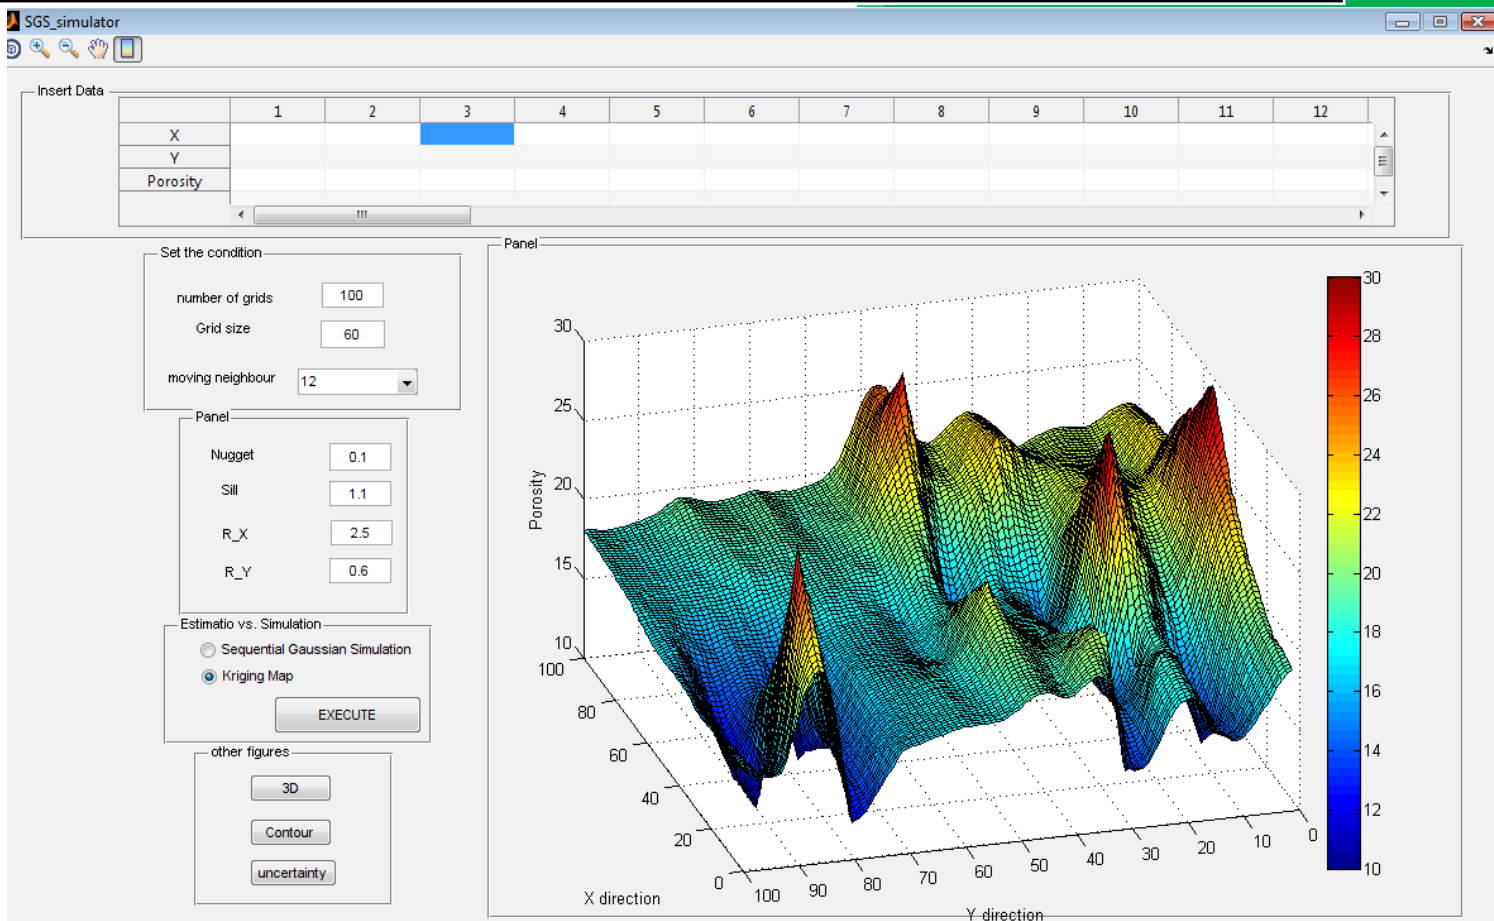 SGS_simulator
Insert Data
1 2 3 4 5 6 7 8 9 10 11 12
X
Y
Porosity
Set the condition
number of grids 100
Grid size 60
moving neighbour 12
Panel
Nugget 0.1
Sill 1.1
R_X 2.5
R_Y 0.6
Estimatio vs. Simulation
Sequential Gaussian Simulation
Kriging Map
EXECUTE
other figures
3D
Contour
uncertainty
Panel
30
25
20
15
10
Porosity
100
80
60
40
20
0
X direction
100 90 80 70 60 50 40 30 20 10 0
Y direction
30
28
26
24
22
20
18
16
14
12
10